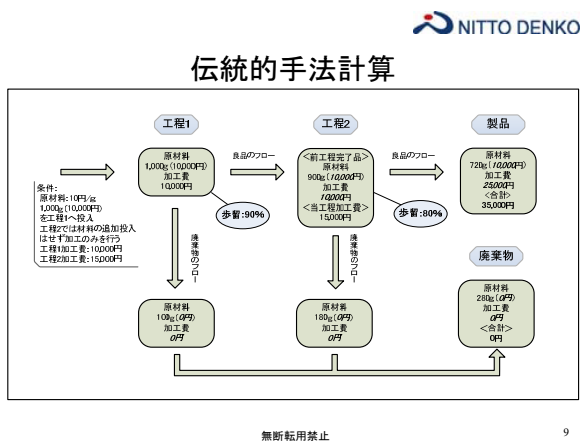 NITTO DENKO
伝統的手法計算
工程1
工程2
製品
原材料
1,000g(10,000円)
加工費
10,000円
良品のフロー
<前工程完了品>
原材料
900g(10,000円)
加工費
10,000円
<当工程加工費>
15,000円
良品のフロー
原材料
720g(10,000円)
加工費
25,000円
<合計>
35,000円
条件:
原材料:10円/g
1,000g(10,000円)
を工程1へ投入
工程2では材料の追加投入
はせず加工のみを行う
工程1加工費:10,000円
工程2加工費:15,000円
歩留:90%
歩留:80%
廃棄物のフロー
廃棄物のフロー
廃棄物
原材料
100g(0円)
加工費
0円
原材料
180g(0円)
加工費
0円
原材料
280g(0円)
加工費
0円
<合計>
0円
無断転用禁止
9